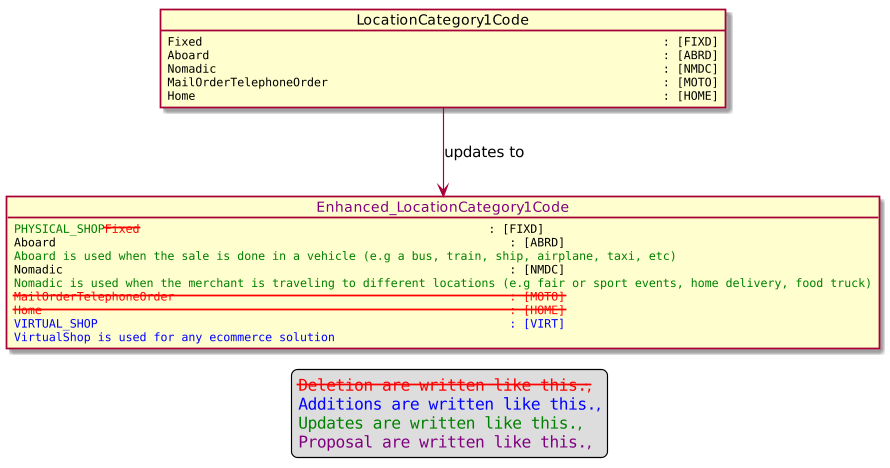 LocationCategory1Code
Fixed : [FIXD]
Aboard : [ABRD]
Nomadic : [NMDC]
MailOrderTelephoneOrder : [MOTO]
Home : [HOME]
updates to
Enhanced_LocationCategory1Code
PHYSICAL_SHOPFixed : [FIXD]
Aboard : [ABRD]
Aboard is used when the sale is done in a vehicle (e.g a bus, train, ship, airplane, taxi, etc)
Nomadic : [NMDC]
Nomadic is used when the merchant is traveling to different locations (e.g fair or sport events, home delivery, food truck)
MailOrderTelephoneOrder : [MOTO]
Home : [HOME]
VIRTUAL_SHOP : [VIRT]
VirtualShop is used for any ecommerce solution
Deletion are written like this.,
Additions are written like this.,
Updates are written like this.,
Proposal are written like this.,